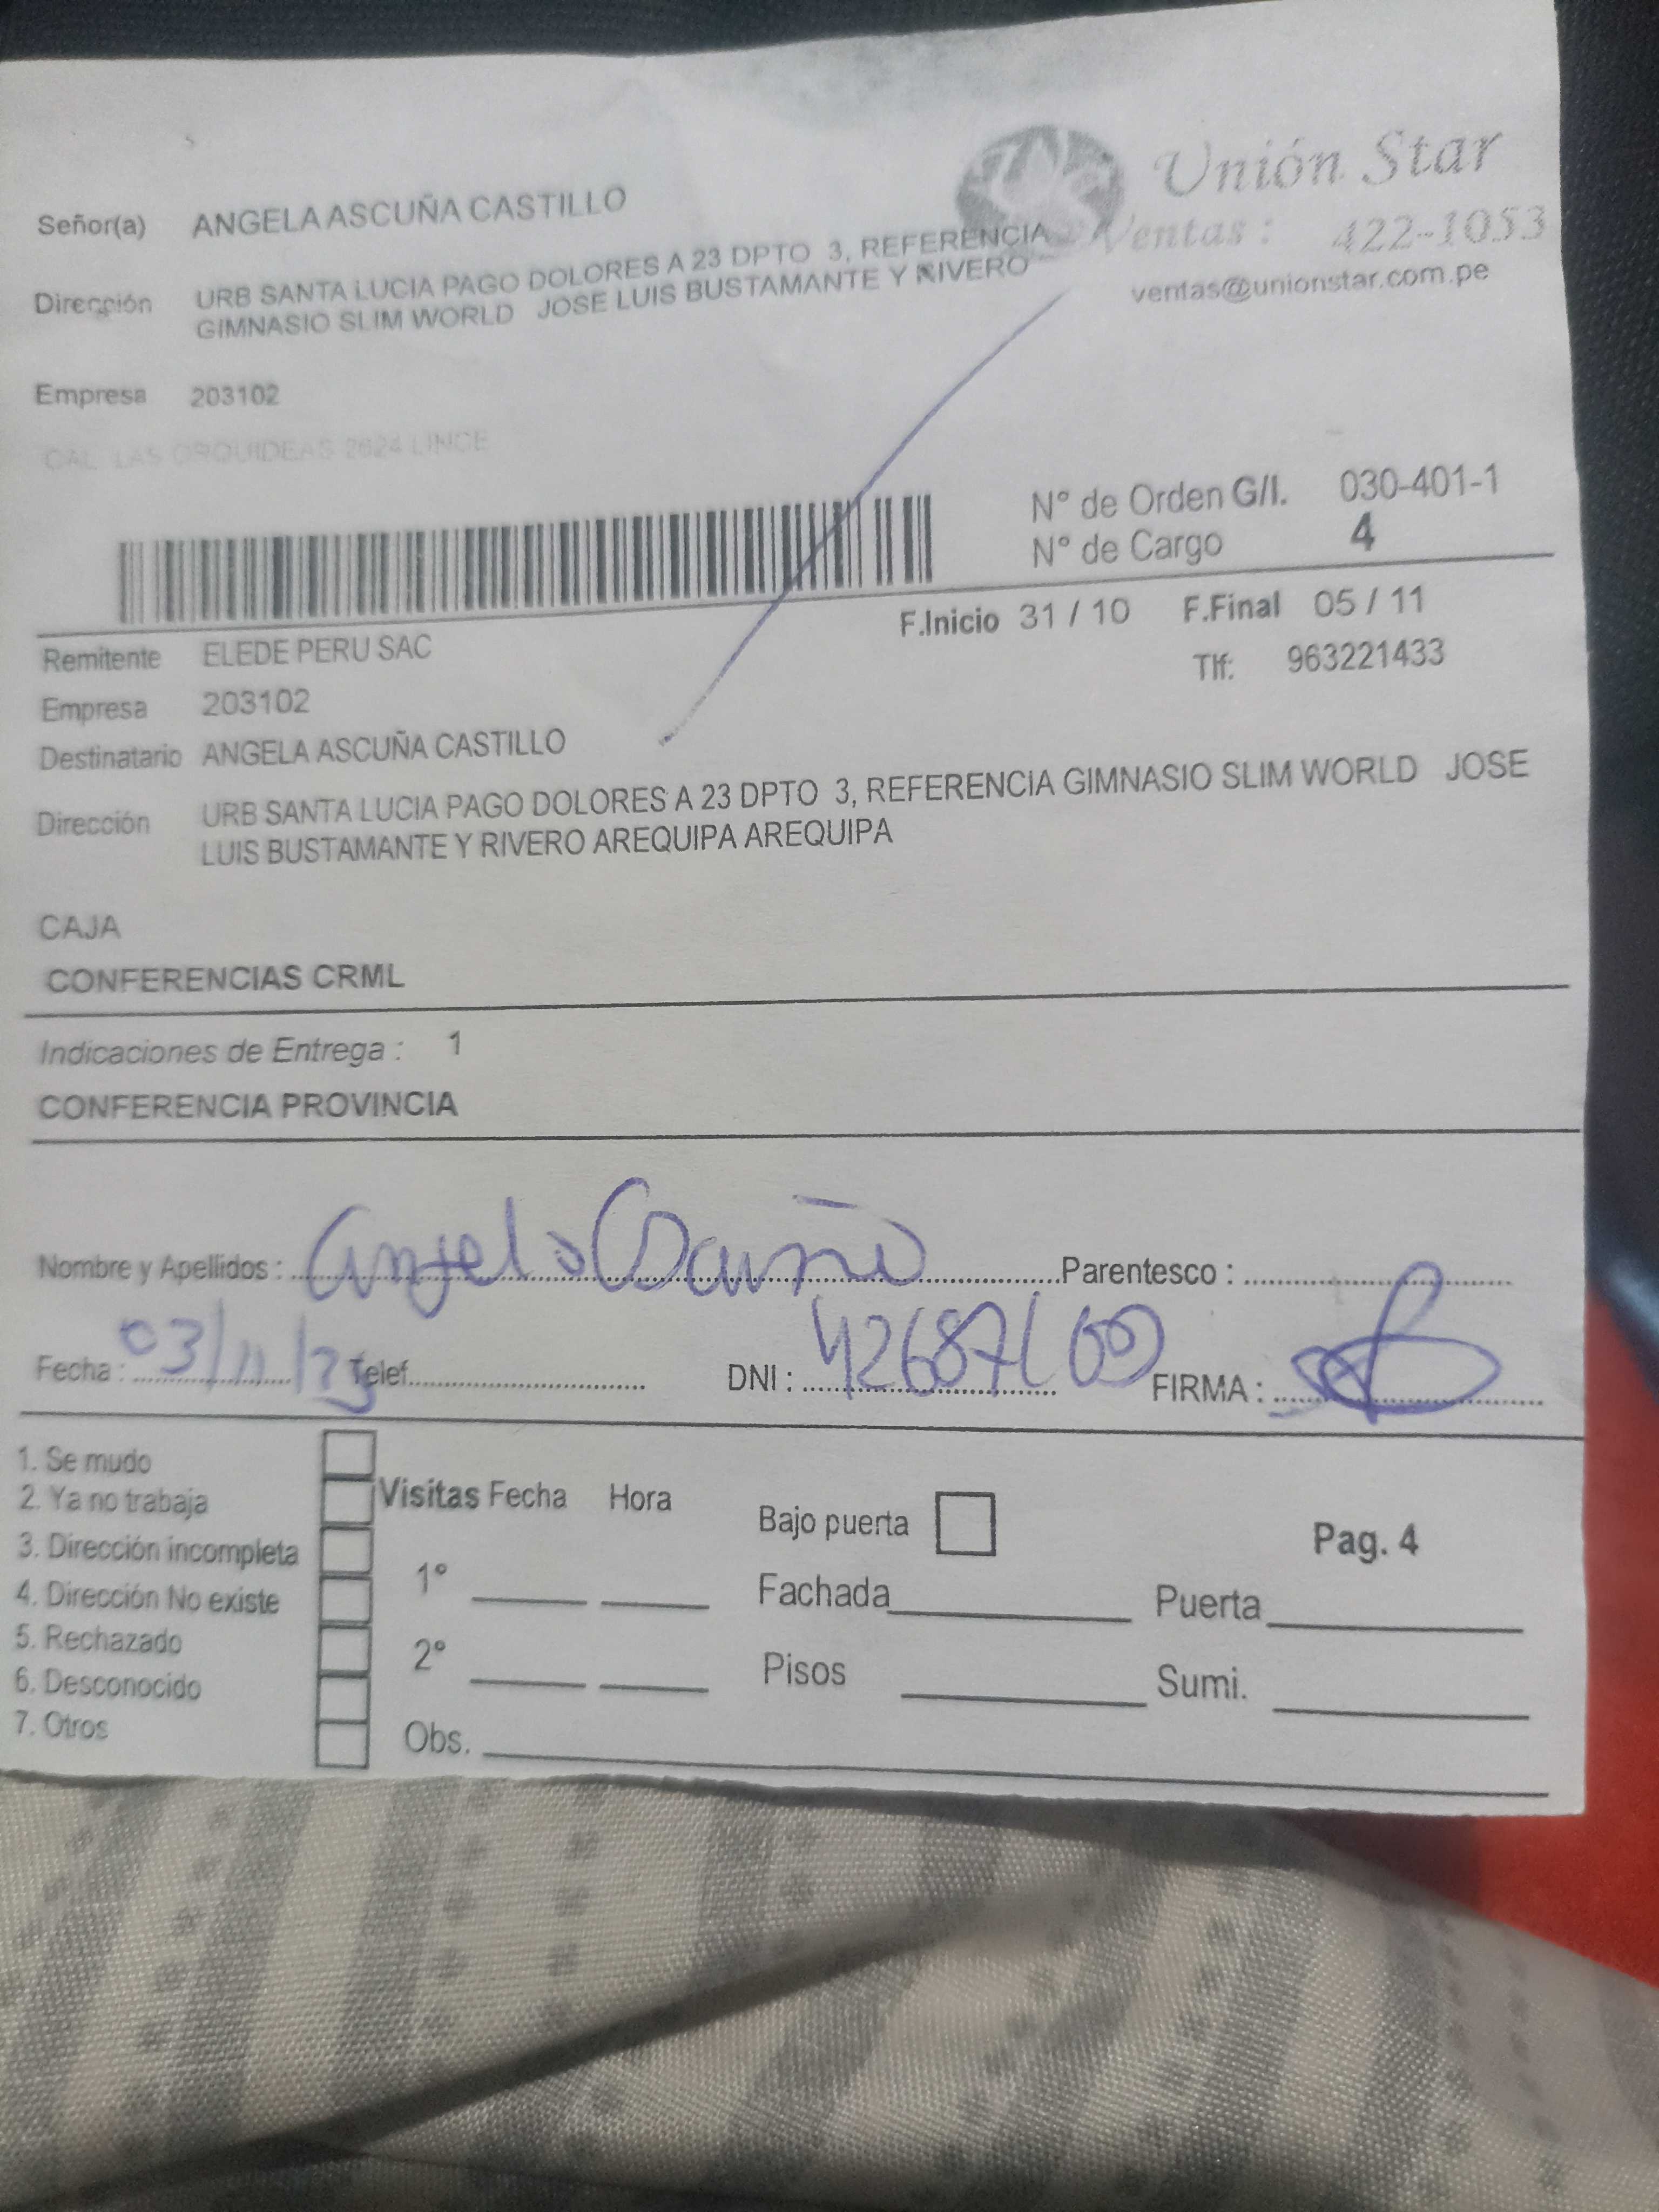 Unión Star
Ventas : 422-1053
ventas@unionstar.com.pe
Señor(a) ANGELA ASCUÑA CASTILLO
Dirección URB SANTA LUCIA PAGO DOLORES A 23 DPTO 3, REFERENCIA
GIMNASIO SLIM WORLD JOSE LUIS BUSTAMANTE Y RIVERO
Empresa 203102
CAL LAS ORQUIDEAS 2624 LINCE
N° de Orden G/I. 030-401-1
N° de Cargo 4
F.Inicio 31 / 10 F.Final 05 / 11
Remitente ELEDE PERU SAC
Tlf: 963221433
Empresa 203102
Destinatario ANGELA ASCUÑA CASTILLO
Dirección URB SANTA LUCIA PAGO DOLORES A 23 DPTO 3, REFERENCIA GIMNASIO SLIM WORLD JOSE
LUIS BUSTAMANTE Y RIVERO AREQUIPA AREQUIPA
CAJA
CONFERENCIAS CRML
Indicaciones de Entrega : 1
CONFERENCIA PROVINCIA
Nombre y Apellidos : Angela Ascuña Parentesco :
Fecha : 03/11/23 Telef. DNI : FIRMA :
1. Se mudo
2. Ya no trabaja
3. Dirección incompleta
4. Dirección No existe
5. Rechazado
6. Desconocido
7. Otros
Visitas Fecha Hora
1°
2°
Obs.
Bajo puerta
Pag. 4
Fachada Puerta
Pisos Sumi.